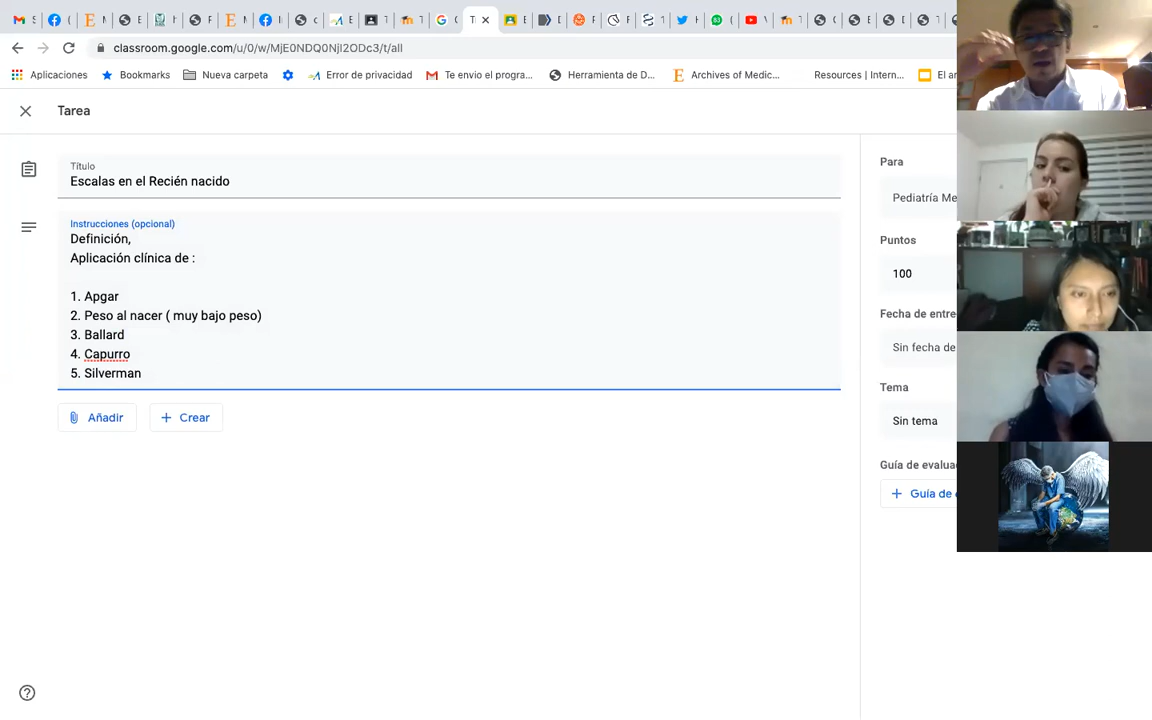 classroom.google.com/u/0/w/MjE0NDQ0NjI2ODc3/t/all
Aplicaciones
Bookmarks
Nueva carpeta
Error de privacidad
Te envio el progra...
Herramienta de D...
Archives of Medic...
Resources | Intern...
El ar
Tarea
Título
Escalas en el Recién nacido
Instrucciones (opcional)
Definición,
Aplicación clínica de :
1. Apgar
2. Peso al nacer ( muy bajo peso)
3. Ballard
4. Capurro
5. Silverman
Añadir
Crear
Para
Pediatría Me
Puntos
100
Fecha de entre
Sin fecha de
Tema
Sin tema
Guía de evalua
Guía de